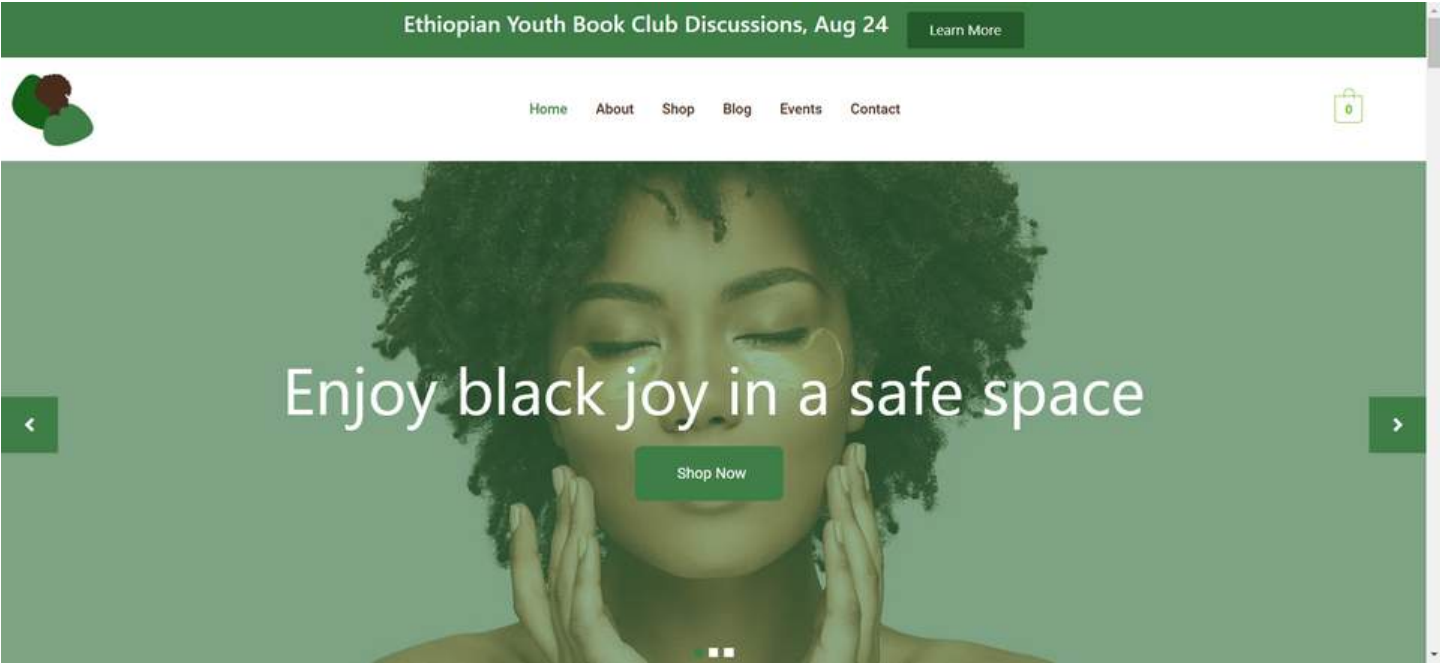 Ethiopian Youth Book Club Discussions, Aug 24 Learn More
Home About Shop Blog Events Contact 0
Enjoy black joy in a safe space
Shop Now